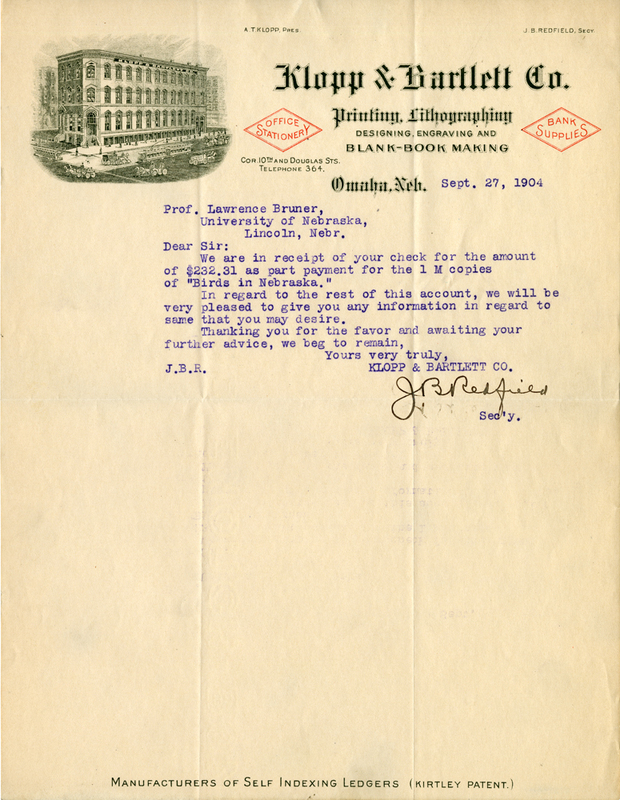 A.T. KLOPP, PRES.
J.B. REDFIELD, SECY.
Klopp & Bartlett Co.
Printing, Lithographing
DESIGNING, ENGRAVING AND
BLANK-BOOK MAKING
OFFICE
STATIONERY
BANK
SUPPLIES
COR. 10TH AND DOUGLAS STS.
TELEPHONE 364.
Omaha, Neb. Sept. 27, 1904
Prof. Lawrence Bruner,
University of Nebraska,
Lincoln, Nebr.
Dear Sir:
We are in receipt of your check for the amount
of $232.31 as part payment for the 1 M copies
of "Birds in Nebraska."
In regard to the rest of this account, we will be
very pleased to give you any information in regard to
same that you may desire.
Thanking you for the favor and awaiting your
further advice, we beg to remain,
Yours very truly,
J.B.R. KLOPP & BARTLETT CO.
J B Redfield
Sec'y.
MANUFACTURERS OF SELF INDEXING LEDGERS (KIRTLEY PATENT.)